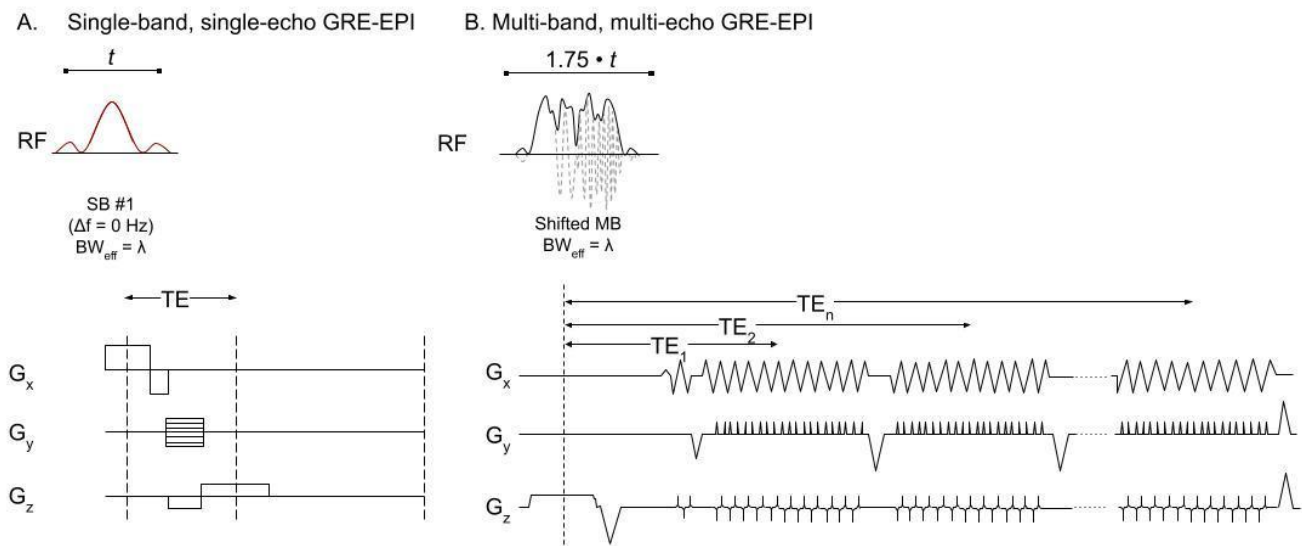 A. Single-band, single-echo GRE-EPI
t
RF
SB #1
(Δf = 0 Hz)
BWeff = λ
TE
Gx
Gy
Gz
B. Multi-band, multi-echo GRE-EPI
1.75 • t
RF
Shifted MB
BWeff = λ
TEn
TE2
TE1
Gx
Gy
Gz